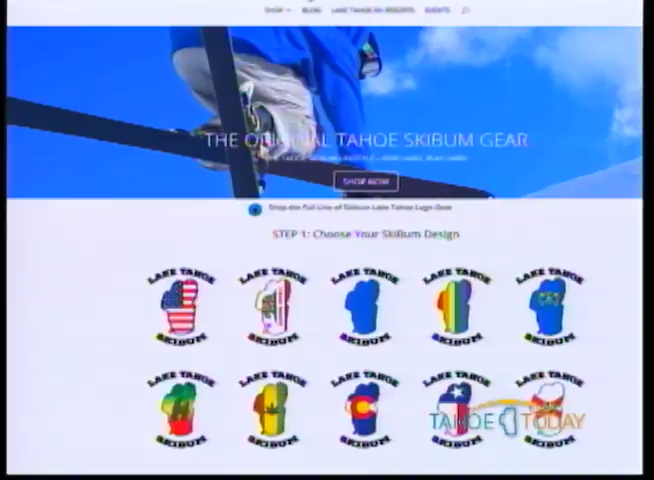 SHOP BLOG LAKE TAHOE SKI RESORTS EVENTS
THE ORIGINAL TAHOE SKIBUM GEAR
SHOP NOW
Shop the Full Line of Skibum Lake Tahoe Logo Gear
STEP 1: Choose Your SkiBum Design
LAKE TAHOE LAKE TAHOE LAKE TAHOE LAKE TAHOE LAKE TAHOE
SKIBUM SKIBUM SKIBUM SKIBUM SKIBUM
LAKE TAHOE LAKE TAHOE LAKE TAHOE LAKE TAHOE LAKE TAHOE
TAHOE TODAY
SKIBUM SKIBUM SKIBUM SKIBUM SKIBUM